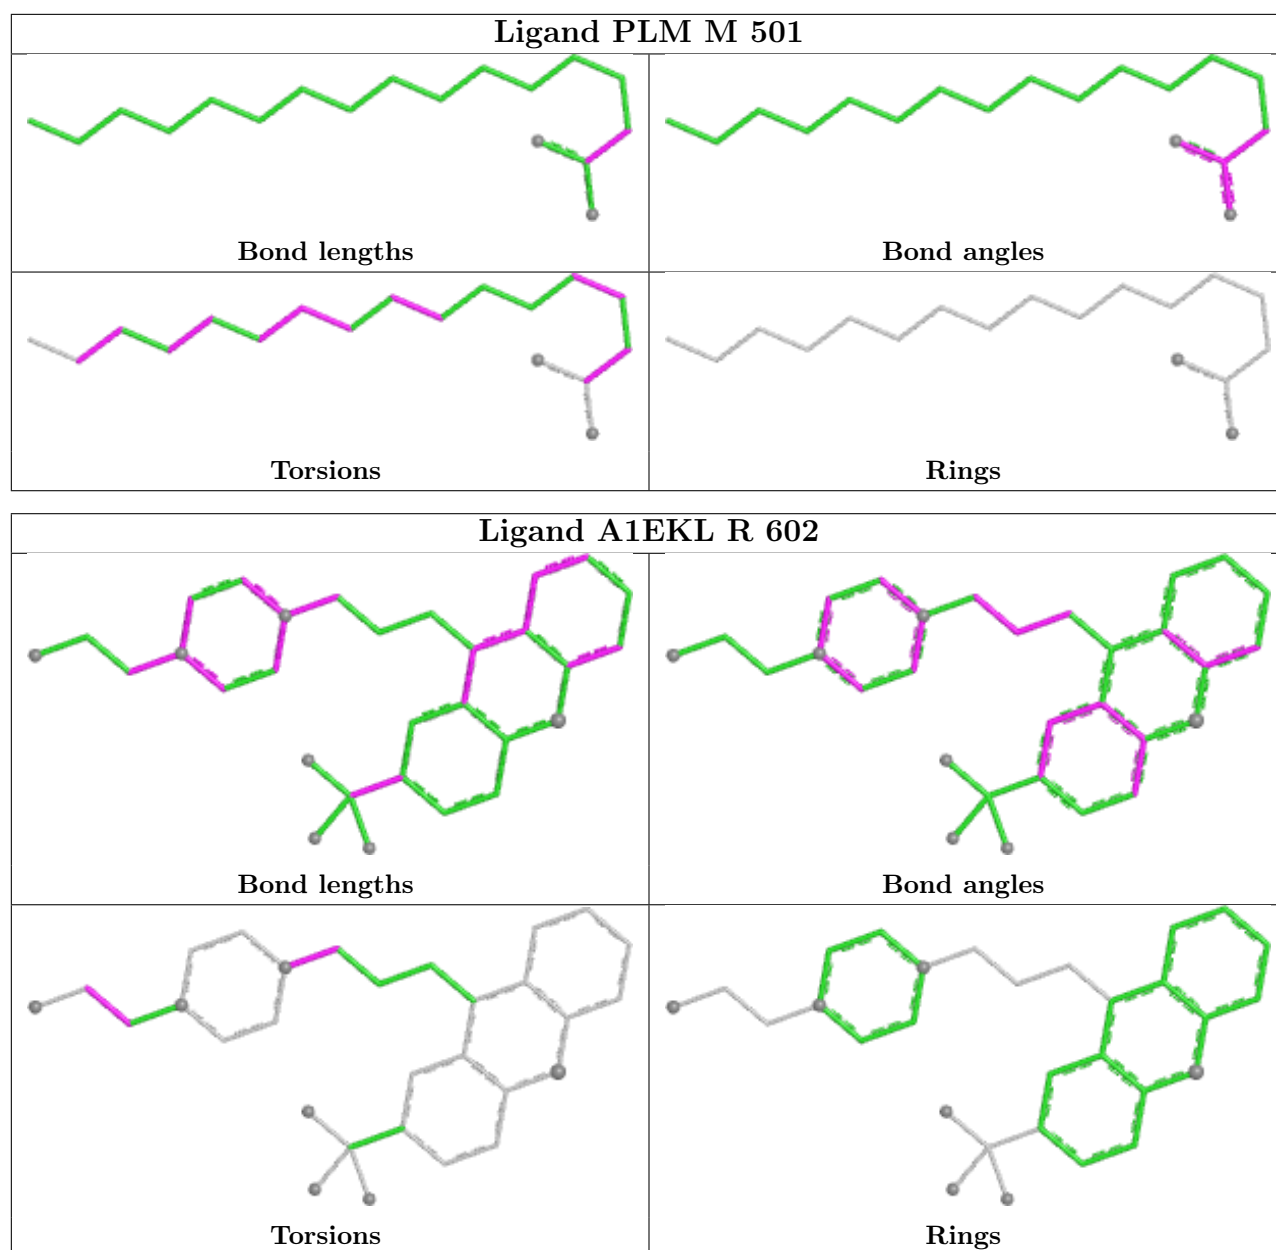 Ligand PLM M 501
Bond lengths
Bond angles
Torsions
Rings
Ligand A1EKL R 602
Bond lengths
Bond angles
Torsions
Rings